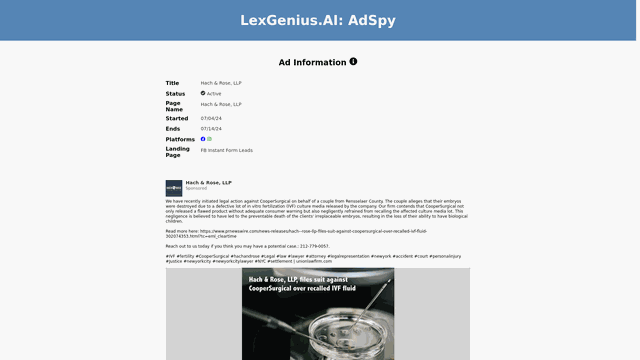 LexGenius.AI: AdSpy
Ad Information
Title Hach & Rose, LLP
Status Active
Page Name Hach & Rose, LLP
Started 07/04/24
Ends 07/14/24
Platforms
Landing Page FB Instant Form Leads
Hach & Rose, LLP
Sponsored
We have recently initiated legal action against CooperSurgical on behalf of a couple from Rensselaer County. The couple alleges that their embryos
were destroyed due to a defective lot of in vitro fertilization (IVF) culture media released by the company. Our firm contends that CooperSurgical not
only released a flawed product without adequate consumer warning but also negligently refrained from recalling the affected culture media lot. This
negligence is believed to have led to the preventable death of the clients' irreplaceable embryos, resulting in the loss of their ability to have biological
children.
Read more here: https://www.prnewswire.com/news-releases/hach--rose-llp-files-suit-against-coopersurgical-over-recalled-ivf-fluid-
302074353.html?tc=eml_cleartime
Reach out to us today if you think you may have a potential case.: 212-779-0057.
#IVF #fertility #CooperSurgical #hachandrose #Legal #law #lawyer #attorney #legalrepresentation #newyork #accident #court #personalinjury
#justice #newyorkcity #newyorkcitylawyer #NYC #settlement | unionlawfirm.com
Hach & Rose, LLP, files suit against
CooperSurgical over recalled IVF fluid